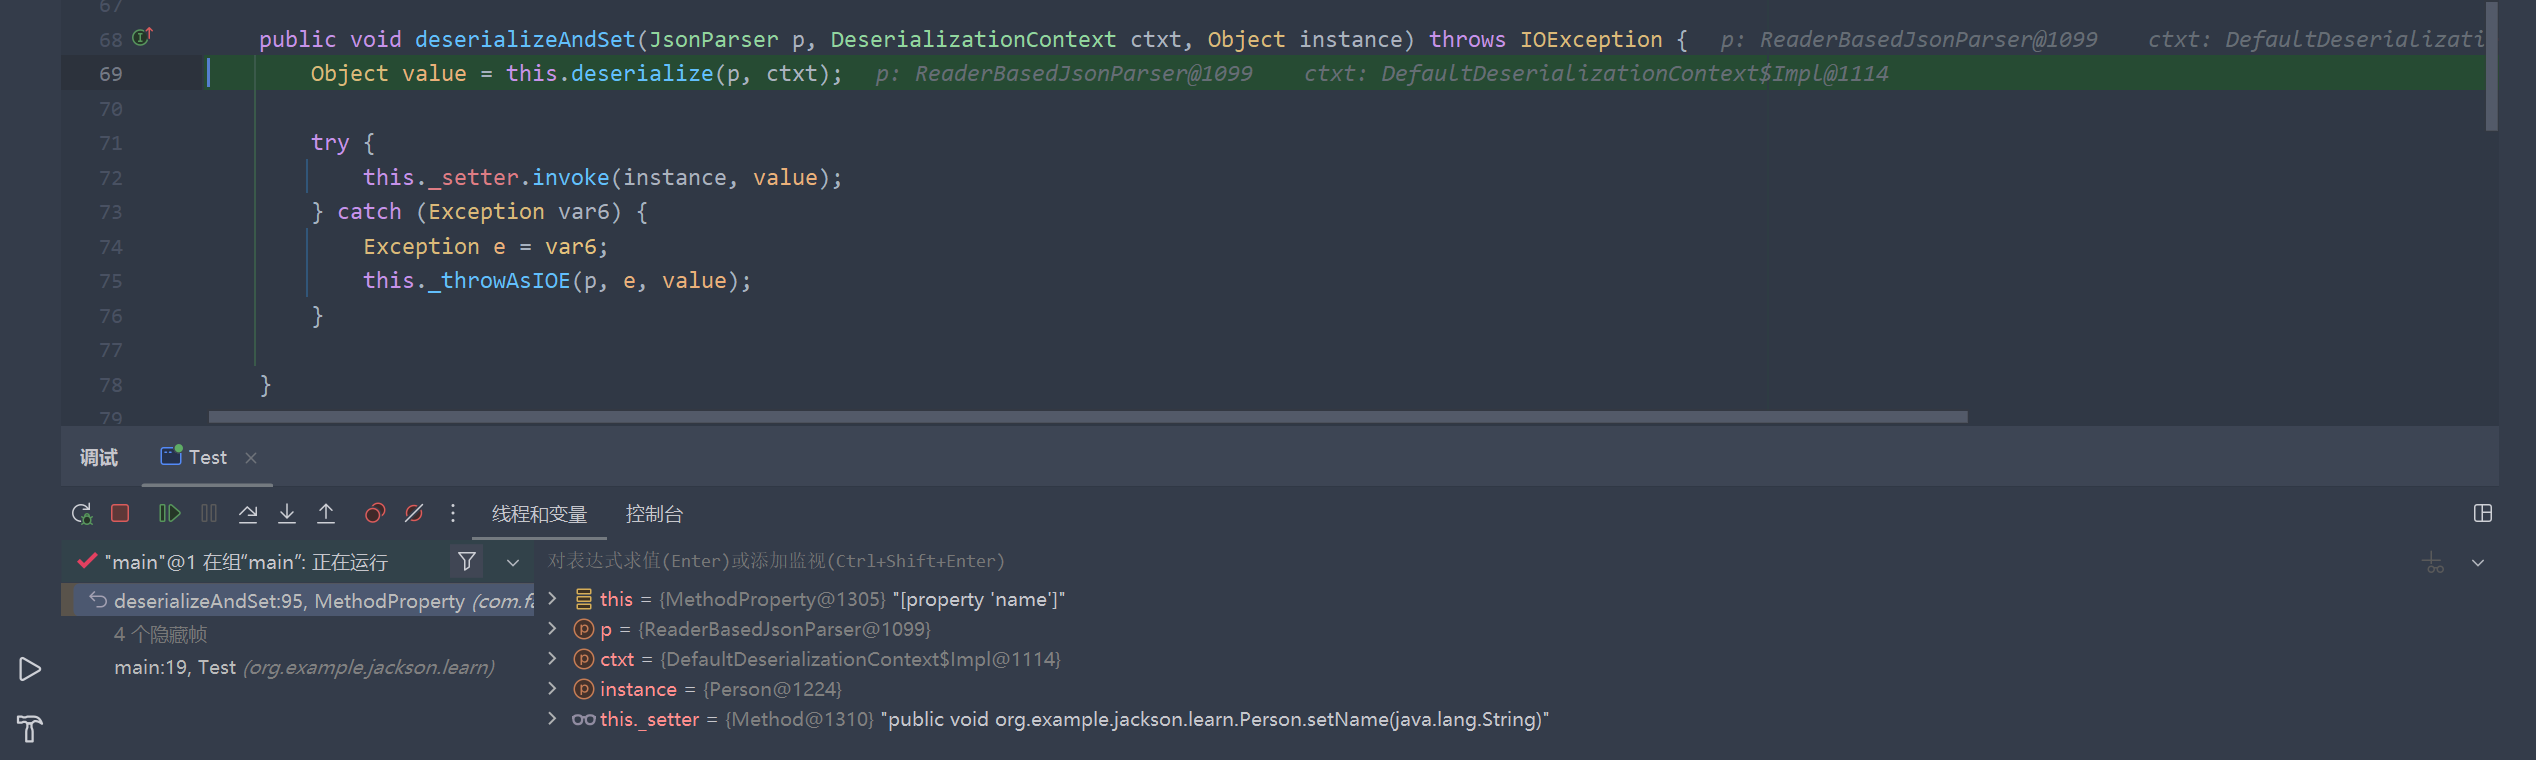 67
68 public void deserializeAndSet(JsonParser p, DeserializationContext ctxt, Object instance) throws IOException { p: ReaderBasedJsonParser@1099 ctxt: DefaultDeserializati
69 Object value = this.deserialize(p, ctxt); p: ReaderBasedJsonParser@1099 ctxt: DefaultDeserializationContext$Impl@1114
70
71 try {
72 this._setter.invoke(instance, value);
73 } catch (Exception var6) {
74 Exception e = var6;
75 this._throwAsIOE(p, e, value);
76 }
77
78 }
79
调试 Test
线程和变量 控制台
"main"@1 在组“main”: 正在运行
对表达式求值(Enter)或添加监视(Ctrl+Shift+Enter)
deserializeAndSet:95, MethodProperty (com.fa
4 个隐藏帧
main:19, Test (org.example.jackson.learn)
this = {MethodProperty@1305} "[property 'name']"
p = {ReaderBasedJsonParser@1099}
ctxt = {DefaultDeserializationContext$Impl@1114}
instance = {Person@1224}
this._setter = {Method@1310} "public void org.example.jackson.learn.Person.setName(java.lang.String)"